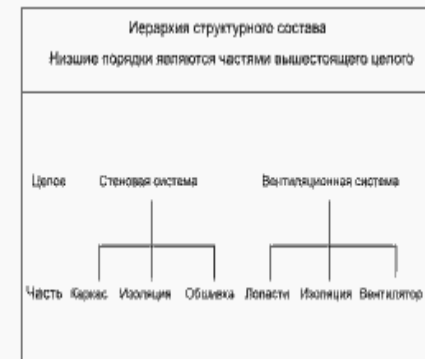 Иерархия структурного состава
Низшие порядки являются частями вышестоящего целого
Целое Стеновая система Вентиляционная система
Часть Каркас Изоляция Обшивка Лопасти Изоляция Вентилятор